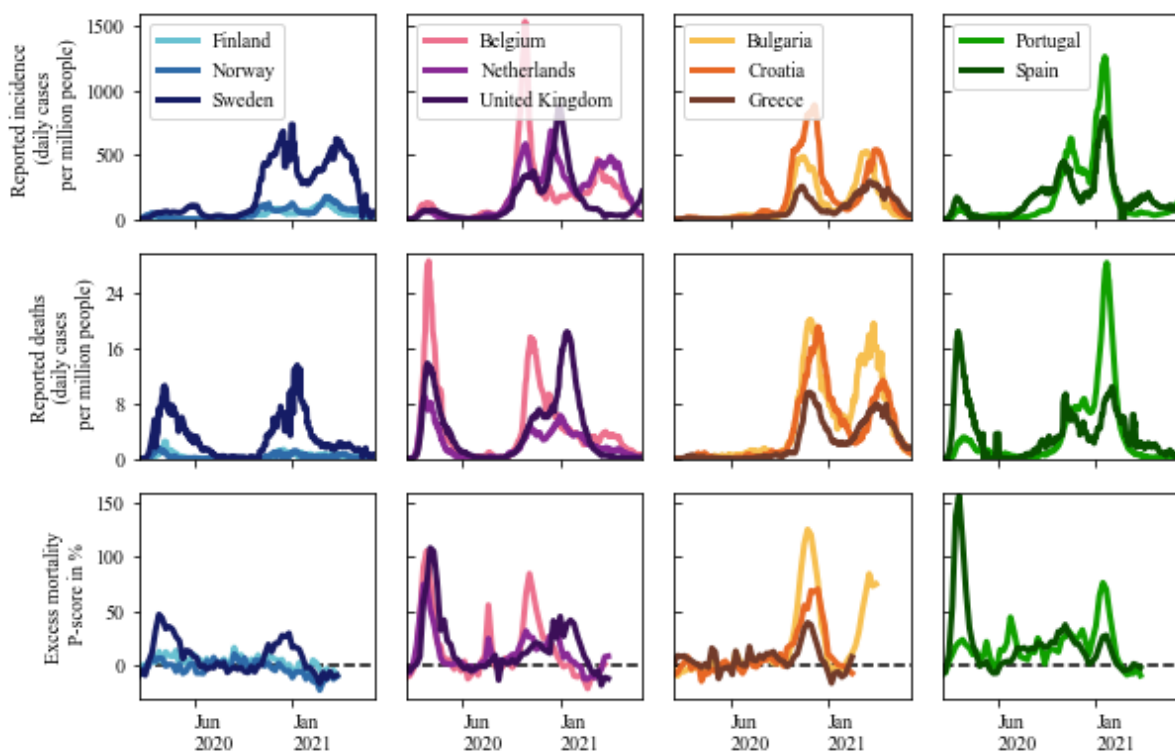 Reported incidence
(daily cases
per million people)
1500
1000
500
0
Finland
Norway
Sweden
Belgium
Netherlands
United Kingdom
Bulgaria
Croatia
Greece
Portugal
Spain
Reported deaths
(daily cases
per million people)
24
16
8
0
Excess mortality
P-score in %
150
100
50
0
Jun
2020
Jan
2021
Jun
2020
Jan
2021
Jun
2020
Jan
2021
Jun
2020
Jan
2021